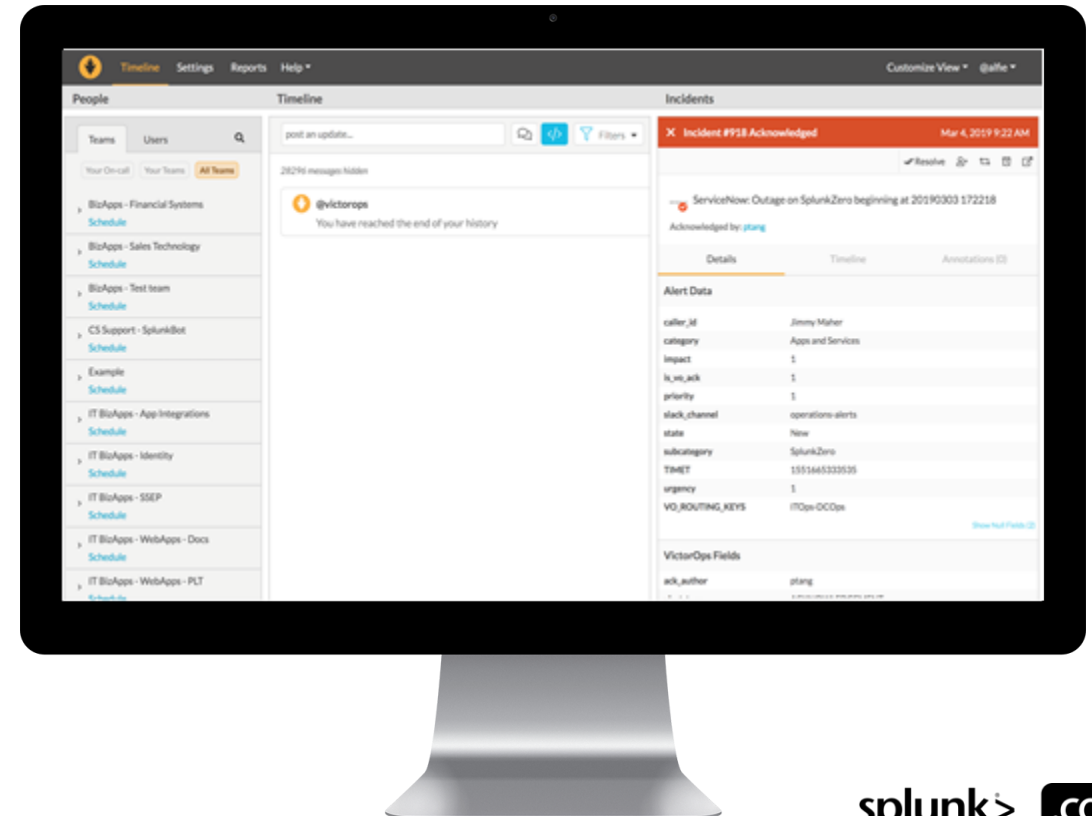 Timeline Settings Reports Help
Customize View @alfie
People
Timeline
Incidents
Teams Users
Your On-call Your Teams All Teams
BizApps - Financial Systems
Schedule
BizApps - Sales Technology
Schedule
BizApps - Test team
Schedule
CS Support - SplunkBot
Schedule
Example
Schedule
IT BizApps - App Integrations
Schedule
IT BizApps - Identity
Schedule
IT BizApps - SSEP
Schedule
IT BizApps - WebApps - Docs
Schedule
IT BizApps - WebApps - PLT
Schedule
post an update...
</> Filters
28296 messages hidden
@victorops
You have reached the end of your history
X Incident #918 Acknowledged Mar 4, 2019 9:22 AM
Resolve
ServiceNow: Outage on SplunkZero beginning at 20190303 172218
Acknowledged by: ptang
Details Timeline Annotations (0)
Alert Data
caller_id Jimmy Maher
category Apps and Services
impact 1
is_vo_ack 1
priority 1
slack_channel operations-alerts
state New
subcategory SplunkZero
TIMET 1551665333535
urgency 1
VO_ROUTING_KEYS ITOps-DCOps
Show Null Fields (2)
VictorOps Fields
ack_author ptang
splunk>